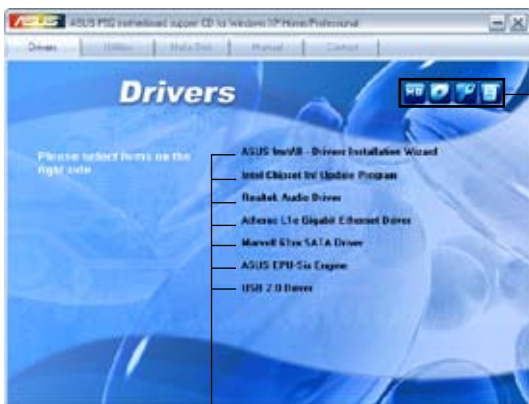 ASUS P5Q motherboard support CD for Windows XP Home/Professional
Drivers Utilities Make Disk Manual Contact
Drivers
Please select items on the
right side
ASUS InstAll - Drivers Installation Wizard
Intel Chipset Inf Update Program
Realtek Audio Driver
Atheros L1e Gigabit Ethernet Driver
Marvell 61xx SATA Driver
ASUS EPU-Six Engine
USB 2.0 Driver